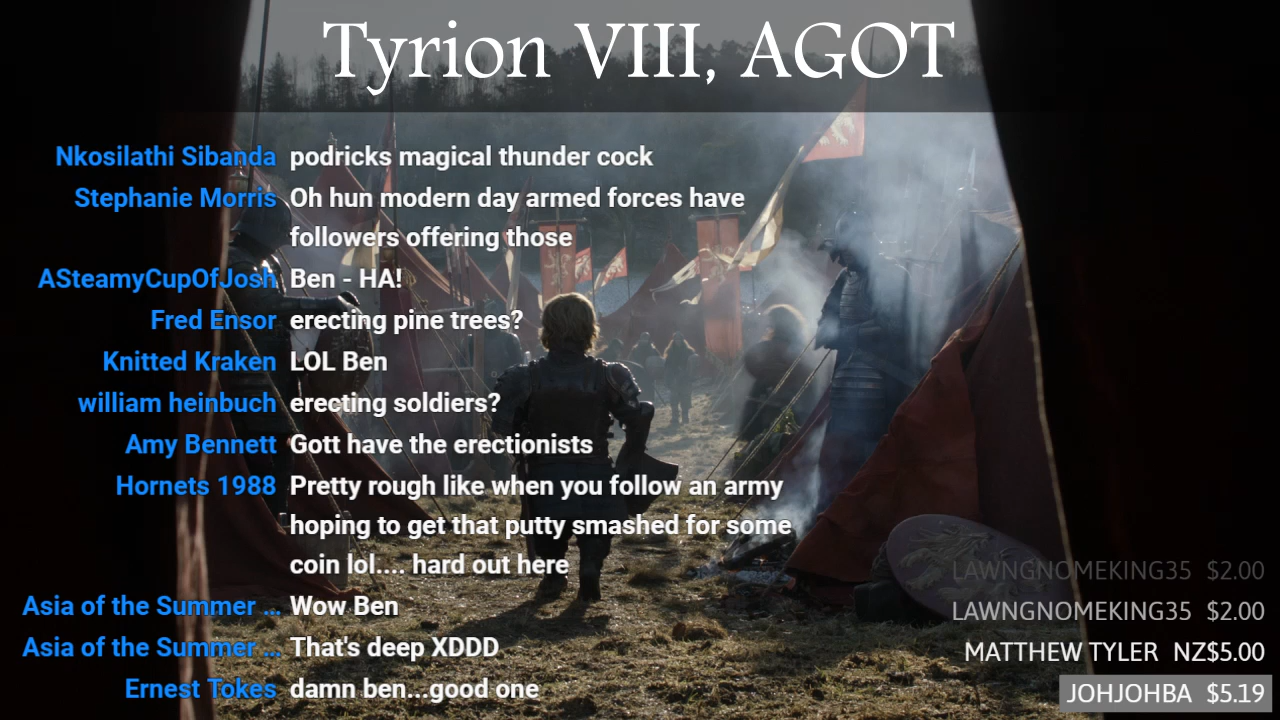 Tyrion VIII, AGOT
Nkosilathi Sibanda podricks magical thunder cock
Stephanie Morris Oh hun modern day armed forces have
followers offering those
ASteamyCupOfJosh Ben - HA!
Fred Ensor erecting pine trees?
Knitted Kraken LOL Ben
william heinbuch erecting soldiers?
Amy Bennett Gott have the erectionists
Hornets 1988 Pretty rough like when you follow an army
hoping to get that putty smashed for some
coin lol.... hard out here
Asia of the Summer ... Wow Ben
Asia of the Summer ... That's deep XDDD
Ernest Tokes damn ben...good one
LAWNGNOMEKING35 $2.00
LAWNGNOMEKING35 $2.00
MATTHEW TYLER NZ$5.00
JOHJOHBA $5.19